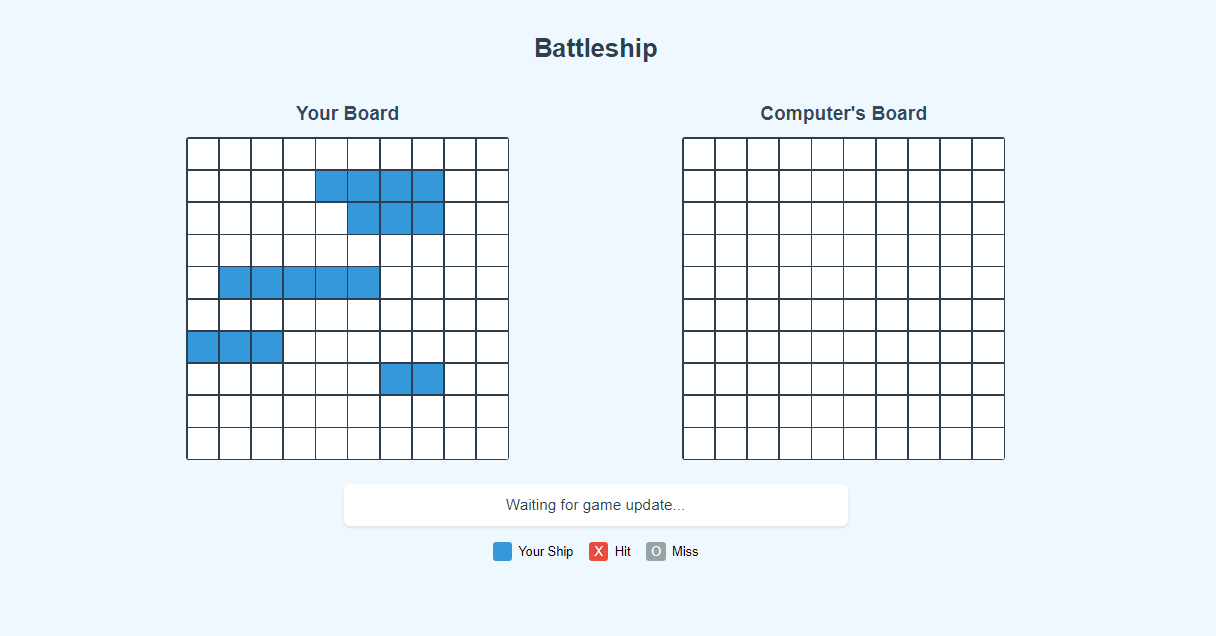 Battleship
Your Board
Computer's Board
Waiting for game update...
Your Ship X Hit O Miss